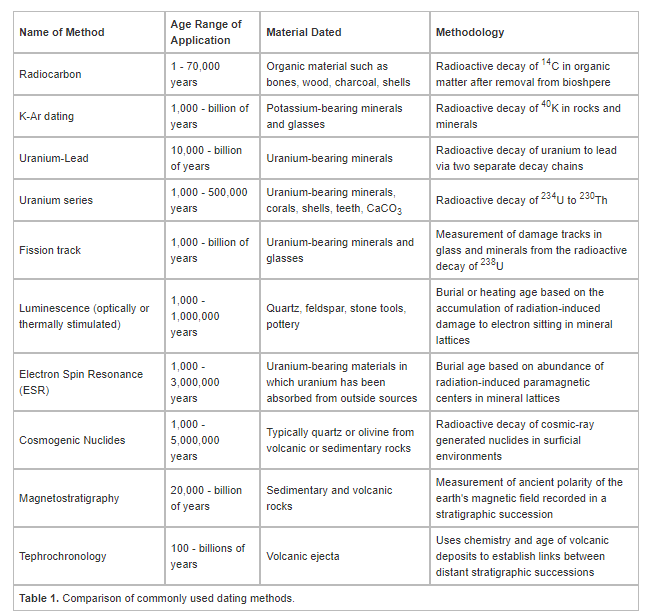 Name of Method
Age Range of
Application
Material Dated
Methodology
Radiocarbon
1 - 70,000
years
Organic material such as
bones, wood, charcoal, shells
Radioactive decay of 14C in organic
matter after removal from bioshpere
K-Ar dating
1,000 - billion of
years
Potassium-bearing minerals
and glasses
Radioactive decay of 40K in rocks and
minerals
Uranium-Lead
10,000 - billion
of years
Uranium-bearing minerals
Radioactive decay of uranium to lead
via two separate decay chains
Uranium series
1,000 - 500,000
years
Uranium-bearing minerals,
corals, shells, teeth, CaCO3
Radioactive decay of 234U to 230Th
Fission track
1,000 - billion of
years
Uranium-bearing minerals and
glasses
Measurement of damage tracks in
glass and minerals from the radioactive
decay of 238U
Luminescence (optically or
thermally stimulated)
1,000 -
1,000,000
years
Quartz, feldspar, stone tools,
pottery
Burial or heating age based on the
accumulation of radiation-induced
damage to electron sitting in mineral
lattices
Electron Spin Resonance
(ESR)
1,000 -
3,000,000
years
Uranium-bearing materials in
which uranium has been
absorbed from outside sources
Burial age based on abundance of
radiation-induced paramagnetic
centers in mineral lattices
Cosmogenic Nuclides
1,000 -
5,000,000
years
Typically quartz or olivine from
volcanic or sedimentary rocks
Radioactive decay of cosmic-ray
generated nuclides in surficial
environments
Magnetostratigraphy
20,000 - billion
of years
Sedimentary and volcanic
rocks
Measurement of ancient polarity of the
earth's magnetic field recorded in a
stratigraphic succession
Tephrochronology
100 - billions of
years
Volcanic ejecta
Uses chemistry and age of volcanic
deposits to establish links between
distant stratigraphic successions
Table 1. Comparison of commonly used dating methods.